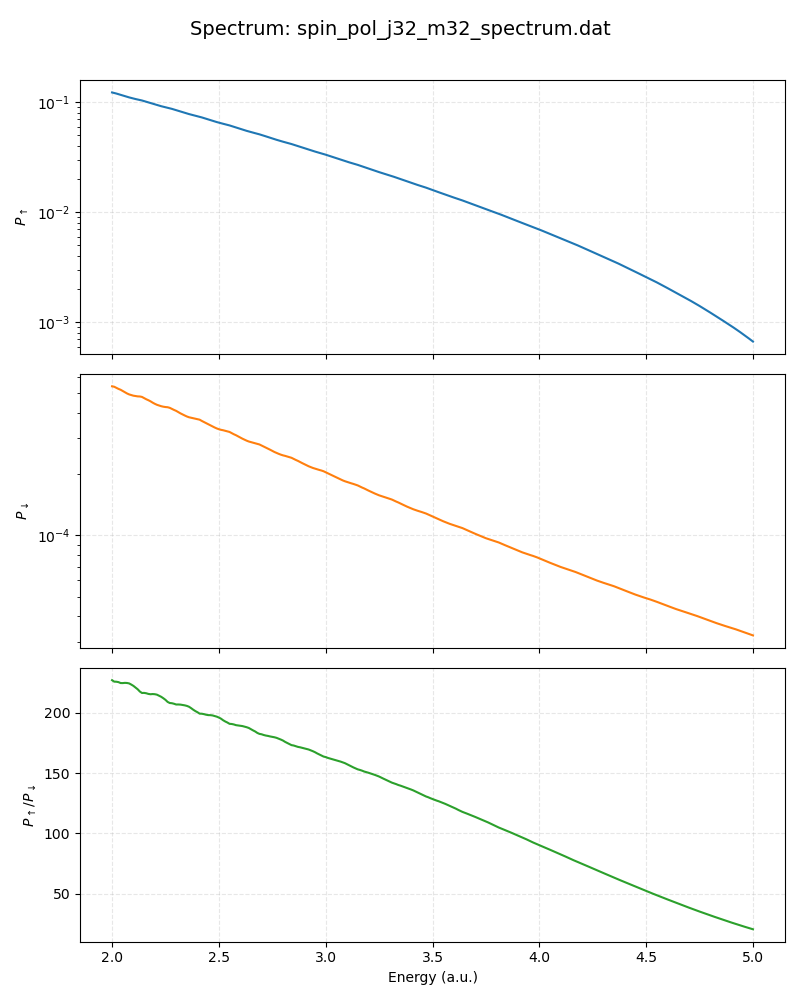 Spectrum: spin_pol_j32_m32_spectrum.dat
10⁻¹
10⁻²
10⁻³
P↑
10⁻⁴
P↓
200
150
100
50
P↑/P↓
2.0 2.5 3.0 3.5 4.0 4.5 5.0
Energy (a.u.)